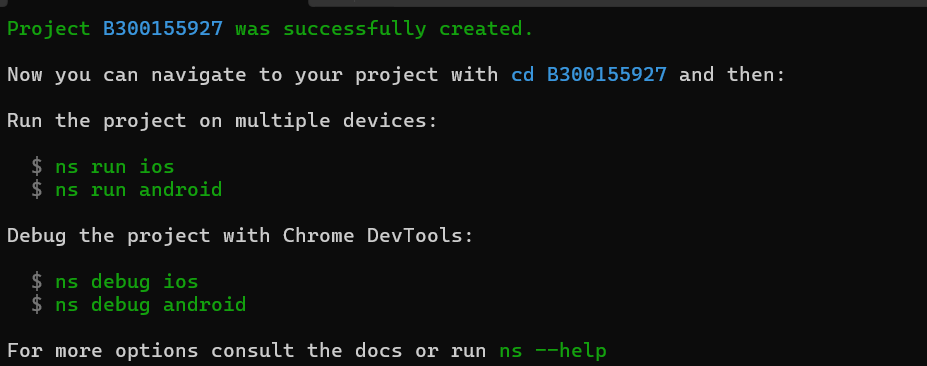 Project B300155927 was successfully created.
Now you can navigate to your project with cd B300155927 and then:
Run the project on multiple devices:
$ ns run ios
$ ns run android
Debug the project with Chrome DevTools:
$ ns debug ios
$ ns debug android
For more options consult the docs or run ns --help